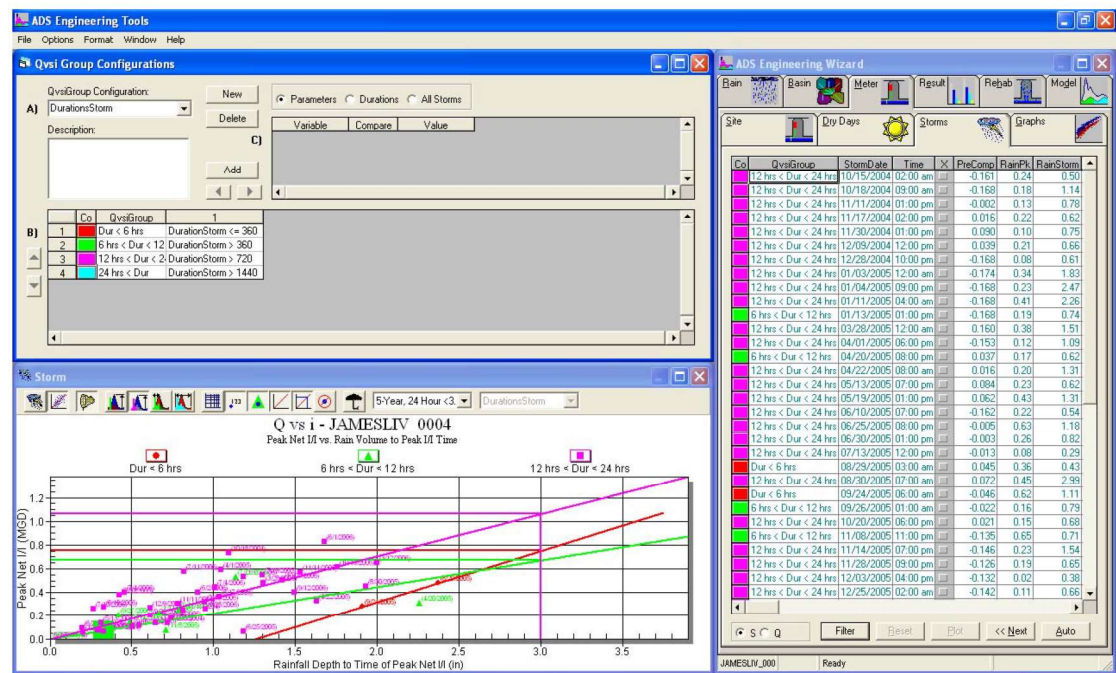 ADS Engineering Tools
File Options Format Window Help
Qvsi Group Configurations
QvsiGroup Configuration:
A) DurationsStorm
New
Delete
Description:
Add
Parameters Durations All Storms
C)
Variable Compare Value
B)
Co QvsiGroup 1
1 Dur < 6 hrs DurationStorm <= 360
2 6 hrs < Dur < 12 DurationStorm > 360
3 12 hrs < Dur < 2 DurationStorm > 720
4 24 hrs < Dur DurationStorm > 1440
Storm
123
5-Year, 24 Hour <3. DurationsStorm
Q vs i - JAMESLIV 0004
Peak Net I/I vs. Rain Volume to Peak I/I Time
Dur < 6 hrs 6 hrs < Dur < 12 hrs 12 hrs < Dur < 24 hrs
Peak Net I/I (MGD)
1.2
1.0
0.8
0.6
0.4
0.2
0.0
0.0 0.5 1.0 1.5 2.0 2.5 3.0 3.5
Rainfall Depth to Time of Peak Net I/I (in)
ADS Engineering Wizard
Rain Basin Meter Result Rehab Model
Site Dry Days Storms Graphs
Co QvsiGroup StormDate Time X PreComp RainPk RainStorm
12 hrs < Dur < 24 hrs 10/15/2004 02:00 am -0.161 0.24 0.50
12 hrs < Dur < 24 hrs 10/18/2004 09:00 am -0.168 0.18 1.14
12 hrs < Dur < 24 hrs 11/11/2004 01:00 pm -0.002 0.13 0.78
12 hrs < Dur < 24 hrs 11/17/2004 02:00 pm 0.016 0.22 0.62
12 hrs < Dur < 24 hrs 11/30/2004 01:00 pm 0.090 0.10 0.75
12 hrs < Dur < 24 hrs 12/09/2004 12:00 pm 0.039 0.21 0.66
12 hrs < Dur < 24 hrs 12/28/2004 10:00 pm -0.168 0.08 0.61
12 hrs < Dur < 24 hrs 01/03/2005 12:00 am -0.174 0.34 1.83
12 hrs < Dur < 24 hrs 01/04/2005 09:00 pm -0.168 0.23 2.47
12 hrs < Dur < 24 hrs 01/11/2005 04:00 am -0.168 0.41 2.26
6 hrs < Dur < 12 hrs 01/13/2005 01:00 pm -0.168 0.19 0.74
12 hrs < Dur < 24 hrs 03/28/2005 12:00 am 0.160 0.38 1.51
12 hrs < Dur < 24 hrs 04/01/2005 06:00 pm -0.153 0.12 1.09
6 hrs < Dur < 12 hrs 04/20/2005 08:00 pm 0.037 0.17 0.62
12 hrs < Dur < 24 hrs 04/22/2005 08:00 pm 0.016 0.20 1.31
12 hrs < Dur < 24 hrs 05/13/2005 07:00 pm 0.084 0.23 0.62
12 hrs < Dur < 24 hrs 05/19/2005 01:00 pm 0.062 0.43 1.31
12 hrs < Dur < 24 hrs 06/10/2005 07:00 pm -0.162 0.22 0.54
12 hrs < Dur < 24 hrs 06/25/2005 08:00 pm -0.005 0.63 1.18
12 hrs < Dur < 24 hrs 06/30/2005 01:00 pm -0.003 0.26 0.82
12 hrs < Dur < 24 hrs 07/13/2005 12:00 pm -0.013 0.08 0.29
Dur < 6 hrs 08/29/2005 03:00 am 0.045 0.36 0.43
12 hrs < Dur < 24 hrs 08/30/2005 07:00 am 0.072 0.45 2.99
Dur < 6 hrs 09/24/2005 06:00 am -0.046 0.62 1.11
6 hrs < Dur < 12 hrs 09/26/2005 01:00 am -0.022 0.16 0.79
12 hrs < Dur < 24 hrs 10/20/2005 06:00 pm 0.021 0.15 0.68
6 hrs < Dur < 12 hrs 11/08/2005 11:00 pm -0.135 0.65 0.71
12 hrs < Dur < 24 hrs 11/14/2005 07:00 pm -0.146 0.23 1.54
12 hrs < Dur < 24 hrs 11/28/2005 09:00 pm -0.126 0.19 0.65
12 hrs < Dur < 24 hrs 12/03/2005 04:00 pm -0.132 0.02 0.38
12 hrs < Dur < 24 hrs 12/25/2005 02:00 am -0.142 0.11 0.66
S Q Filter Reset Plot << Next Auto
JAMESLIV_000 Ready